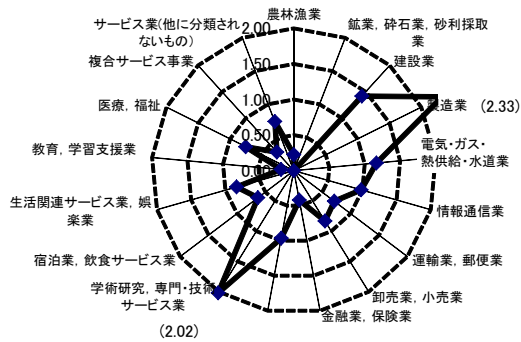 サービス業(他に分類され
ないもの)
2.00
農林漁業
鉱業, 砕石業, 砂利採取
業
複合サービス事業
1.50
建設業
医療, 福祉
1.00
製造業
(2.33)
教育, 学習支援業
0.50
電気・ガス・
熱供給・水道業
0.00
生活関連サービス業, 娯
楽業
情報通信業
宿泊業, 飲食サービス業
運輸業, 郵便業
学術研究, 専門・技術
サービス業
卸売業, 小売業
金融業, 保険業
(2.02)